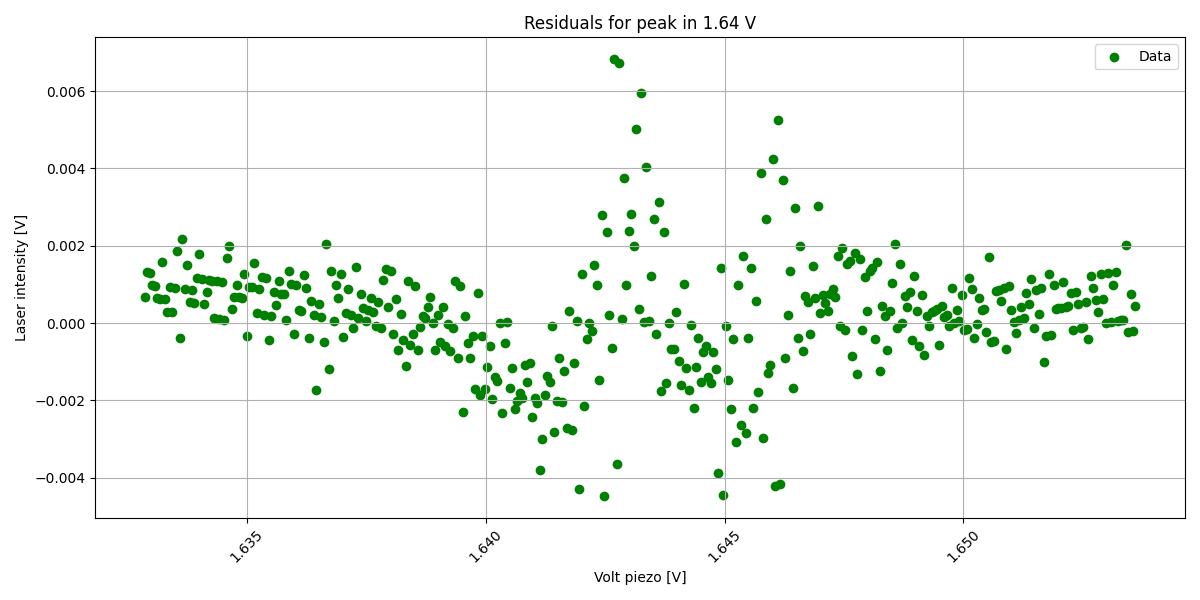 Residuals for peak in 1.64 V
Data
0.006
0.004
0.002
0.000
−0.002
−0.004
Laser intensity [V]
1.635
1.640
1.645
1.650
Volt piezo [V]